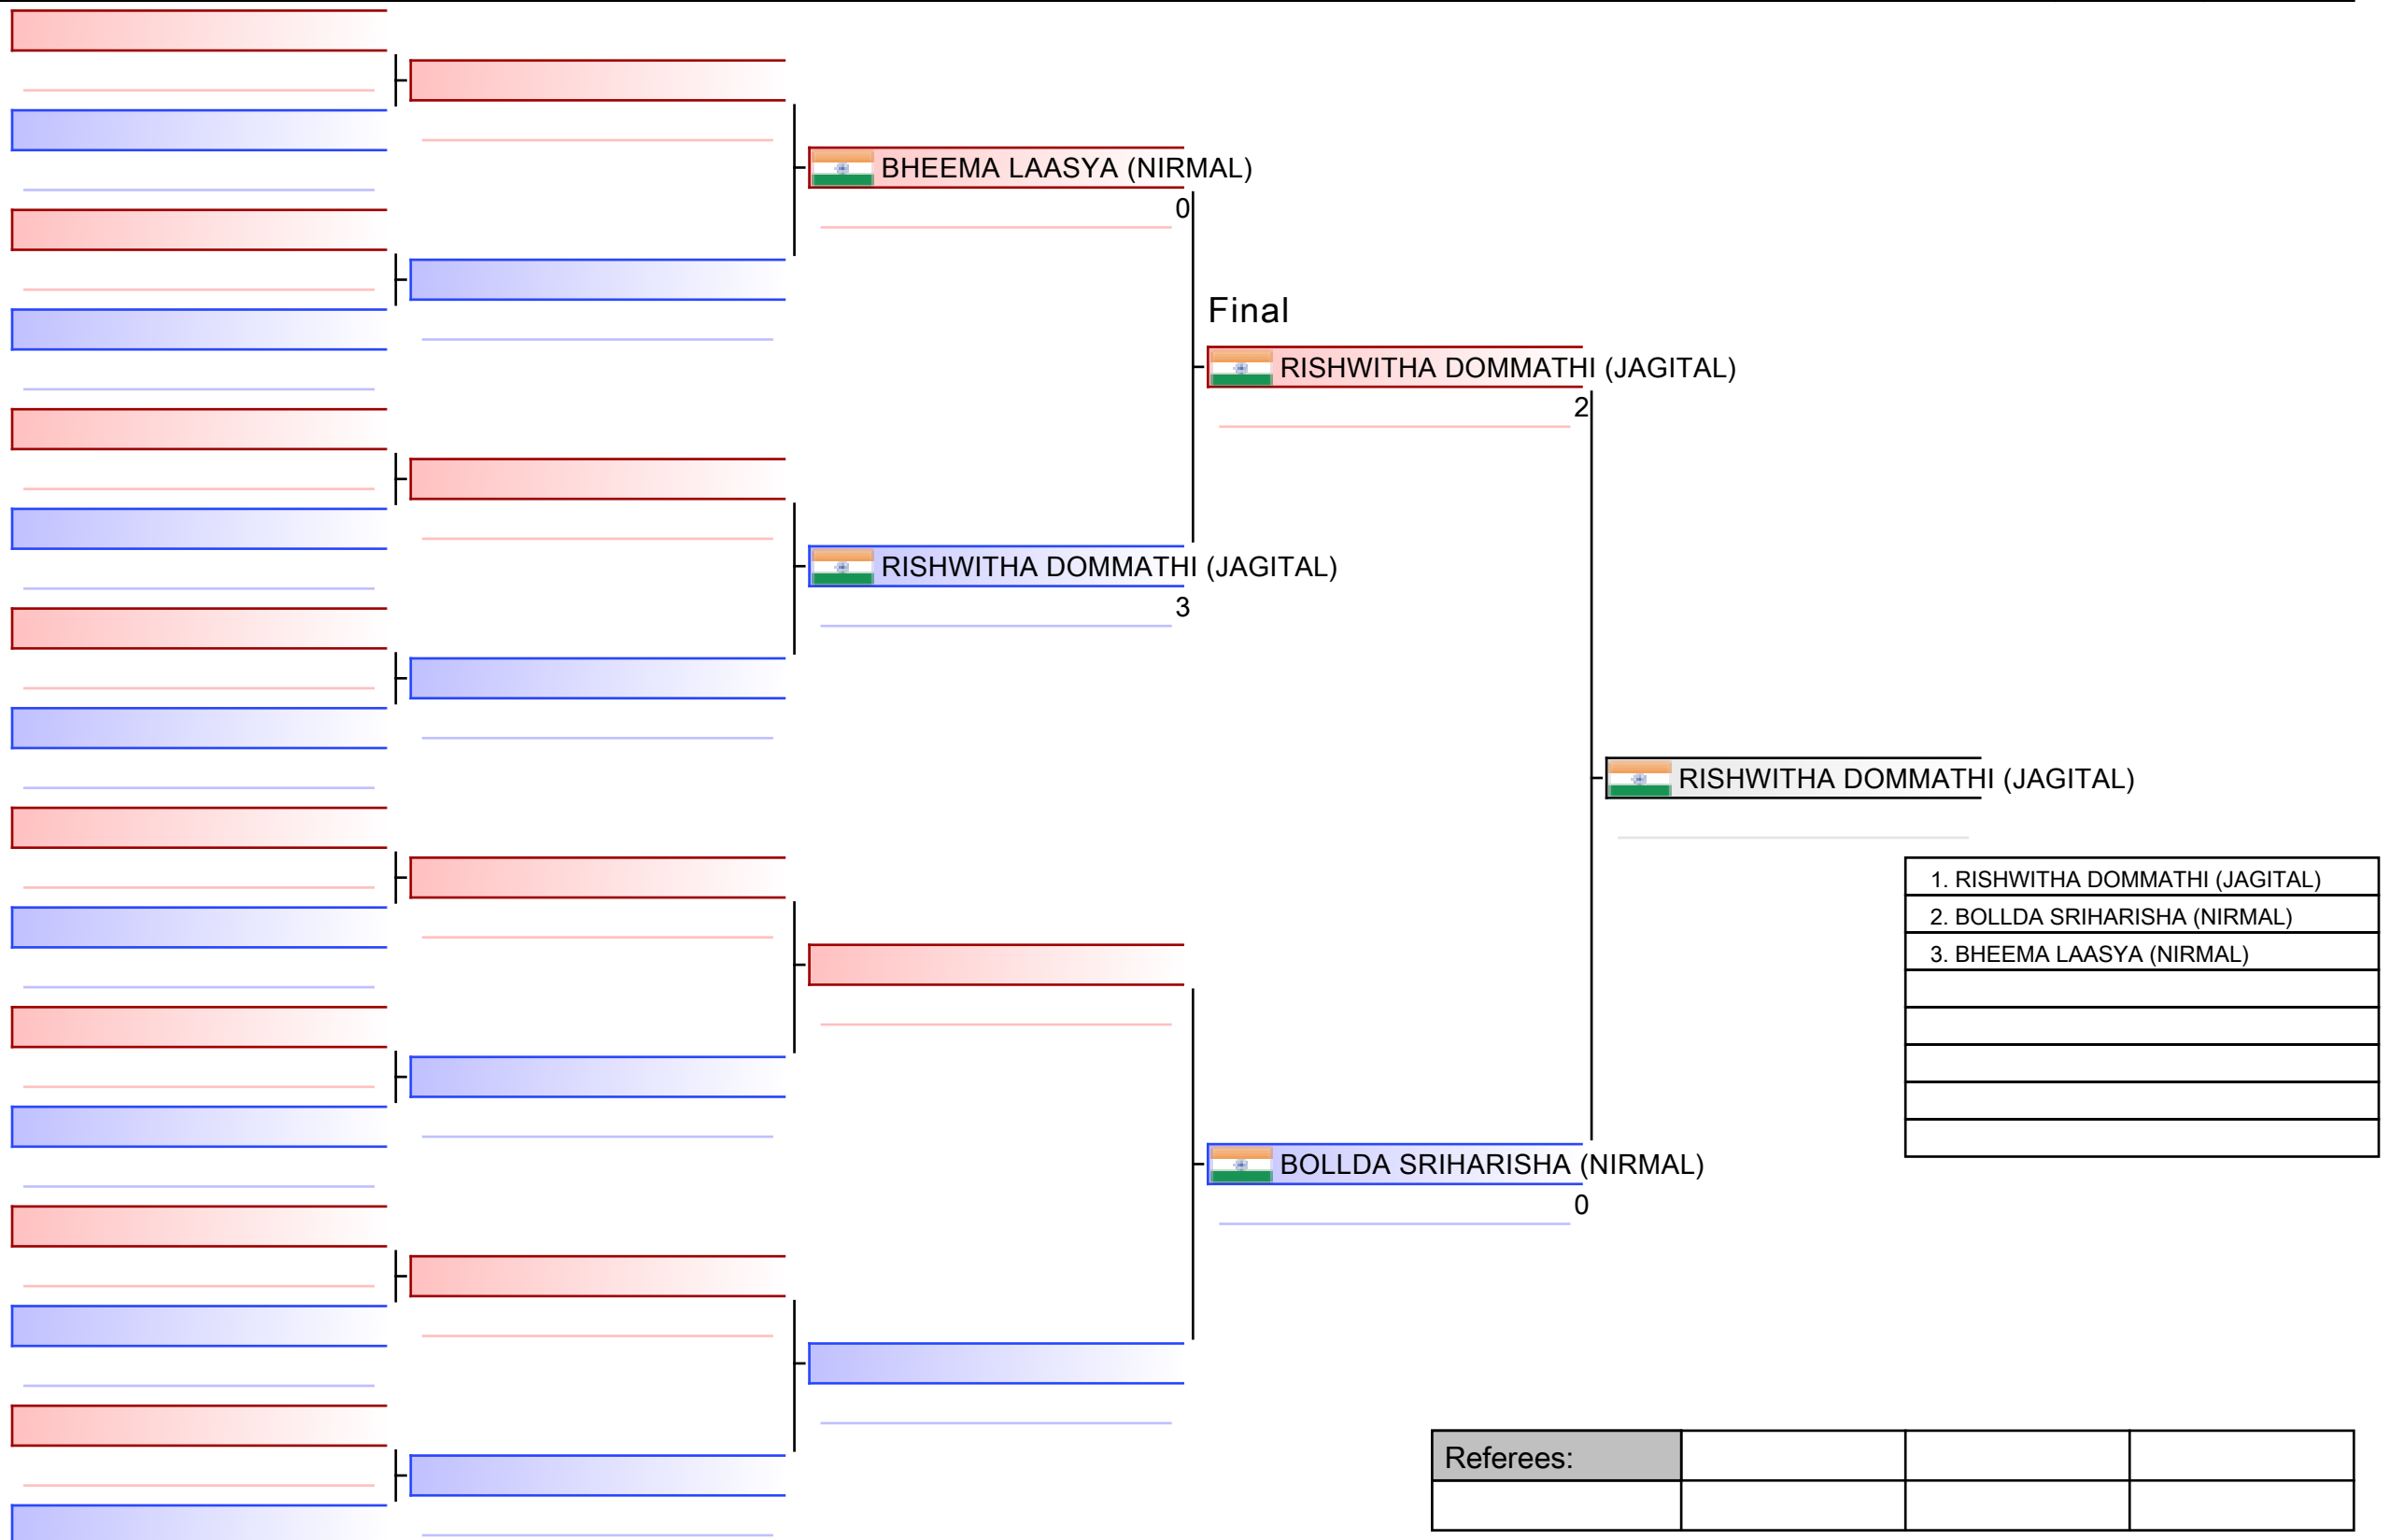 BHEEMA LAASYA (NIRMAL)
0
Final
RISHWITHA DOMMATHI (JAGITAL)
2
RISHWITHA DOMMATHI (JAGITAL)
3
RISHWITHA DOMMATHI (JAGITAL)
1. RISHWITHA DOMMATHI (JAGITAL)
2. BOLLDA SRIHARISHA (NIRMAL)
3. BHEEMA LAASYA (NIRMAL)
BOLLDA SRIHARISHA (NIRMAL)
0
Referees: